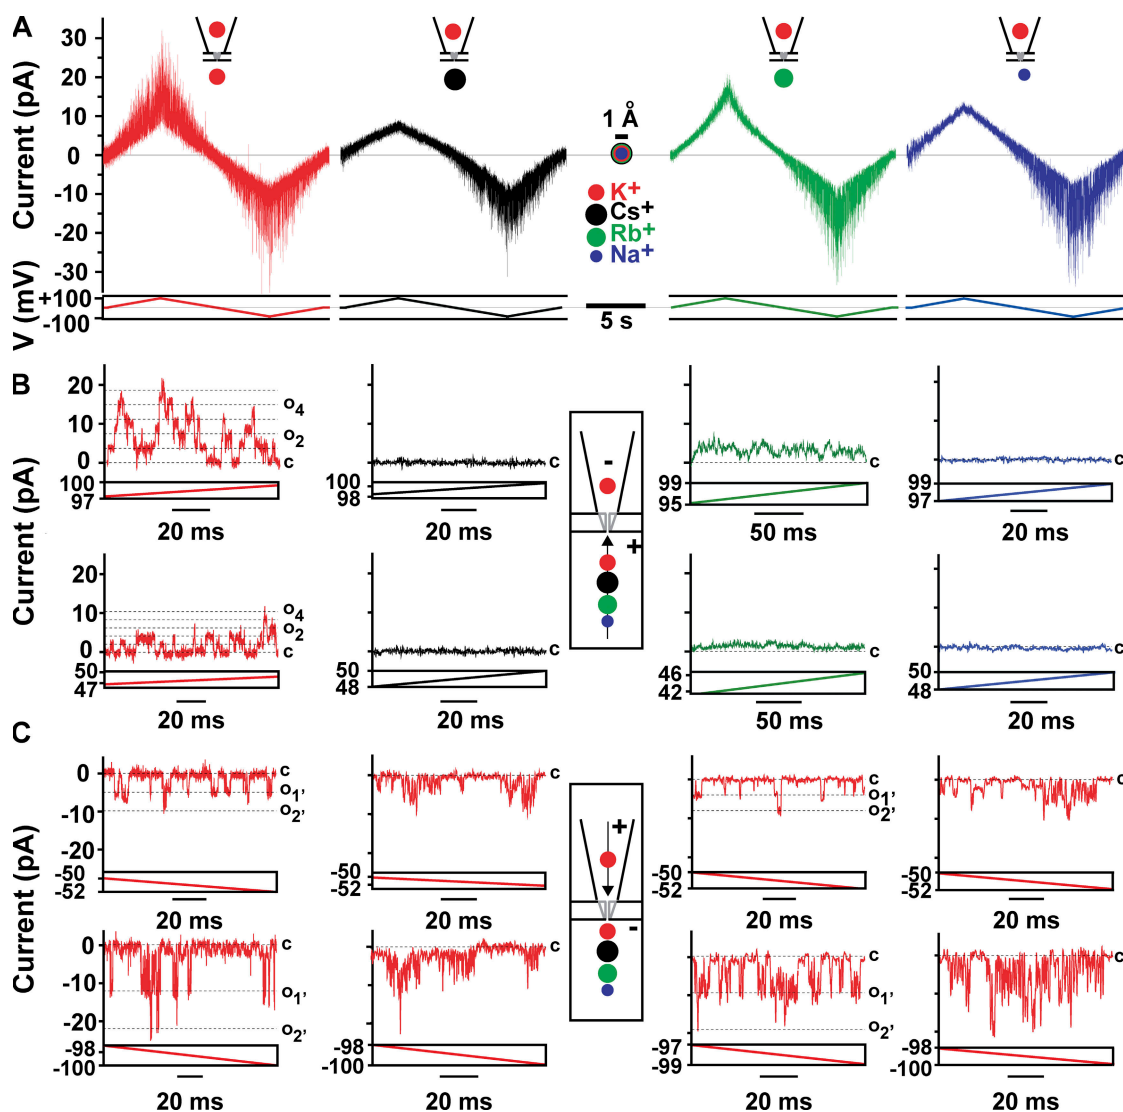 A
Current (pA)
30
20
10
0
-10
-20
-30
1 Å
K+
Cs+
Rb+
Na+
V (mV)
+100
-100
5 s
B
Current (pA)
20
10
0
o4
o2
c
100
97
20 ms
c
100
98
20 ms
-
+
c
99
95
50 ms
c
99
97
20 ms
20
10
0
o4
o2
c
50
47
20 ms
c
50
48
20 ms
c
46
42
50 ms
c
50
48
20 ms
C
Current (pA)
0
-10
-20
c
o1'
o2'
-50
-52
20 ms
c
-50
-52
20 ms
+
-
c
o1'
o2'
-50
-52
20 ms
c
-50
-52
20 ms
0
-10
-20
c
o1'
o2'
-98
-100
20 ms
c
-98
-100
20 ms
c
o1'
o2'
-97
-99
20 ms
c
-98
-100
20 ms